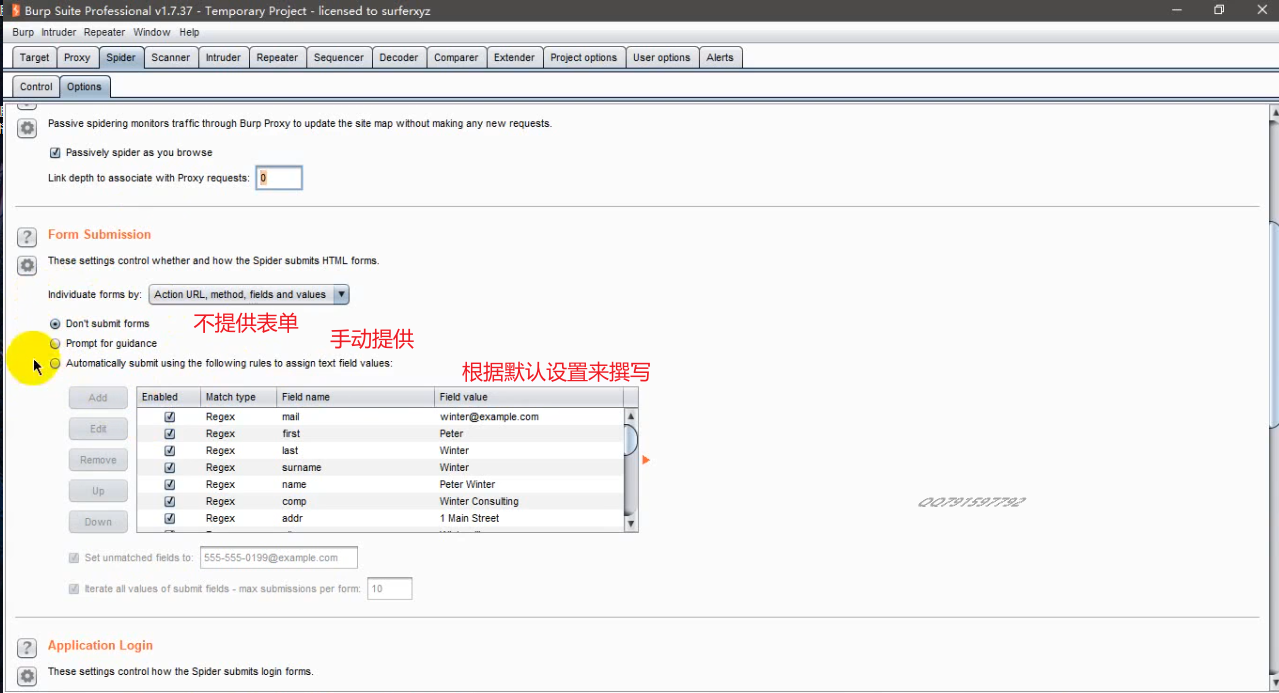 Burp Suite Professional v1.7.37 - Temporary Project - licensed to surferxyz
Burp Intruder Repeater Window Help
Target Proxy Spider Scanner Intruder Repeater Sequencer Decoder Comparer Extender Project options User options Alerts
Control Options
Passive spidering monitors traffic through Burp Proxy to update the site map without making any new requests.
Passively spider as you browse
Link depth to associate with Proxy requests: 0
? Form Submission
These settings control whether and how the Spider submits HTML forms.
Individuate forms by: Action URL, method, fields and values
Don't submit forms 不提供表单
Prompt for guidance 手动提供
Automatically submit using the following rules to assign text field values:
根据默认设置来撰写
Add Enabled Match type Field name Field value
Regex mail winter@example.com
Edit Regex first Peter
Regex last Winter
Remove Regex surname Winter
Regex name Peter Winter
Up Regex comp Winter Consulting
Down Regex addr 1 Main Street
QQ791597792
Set unmatched fields to: 555-555-0199@example.com
Iterate all values of submit fields - max submissions per form: 10
? Application Login
These settings control how the Spider submits login forms.